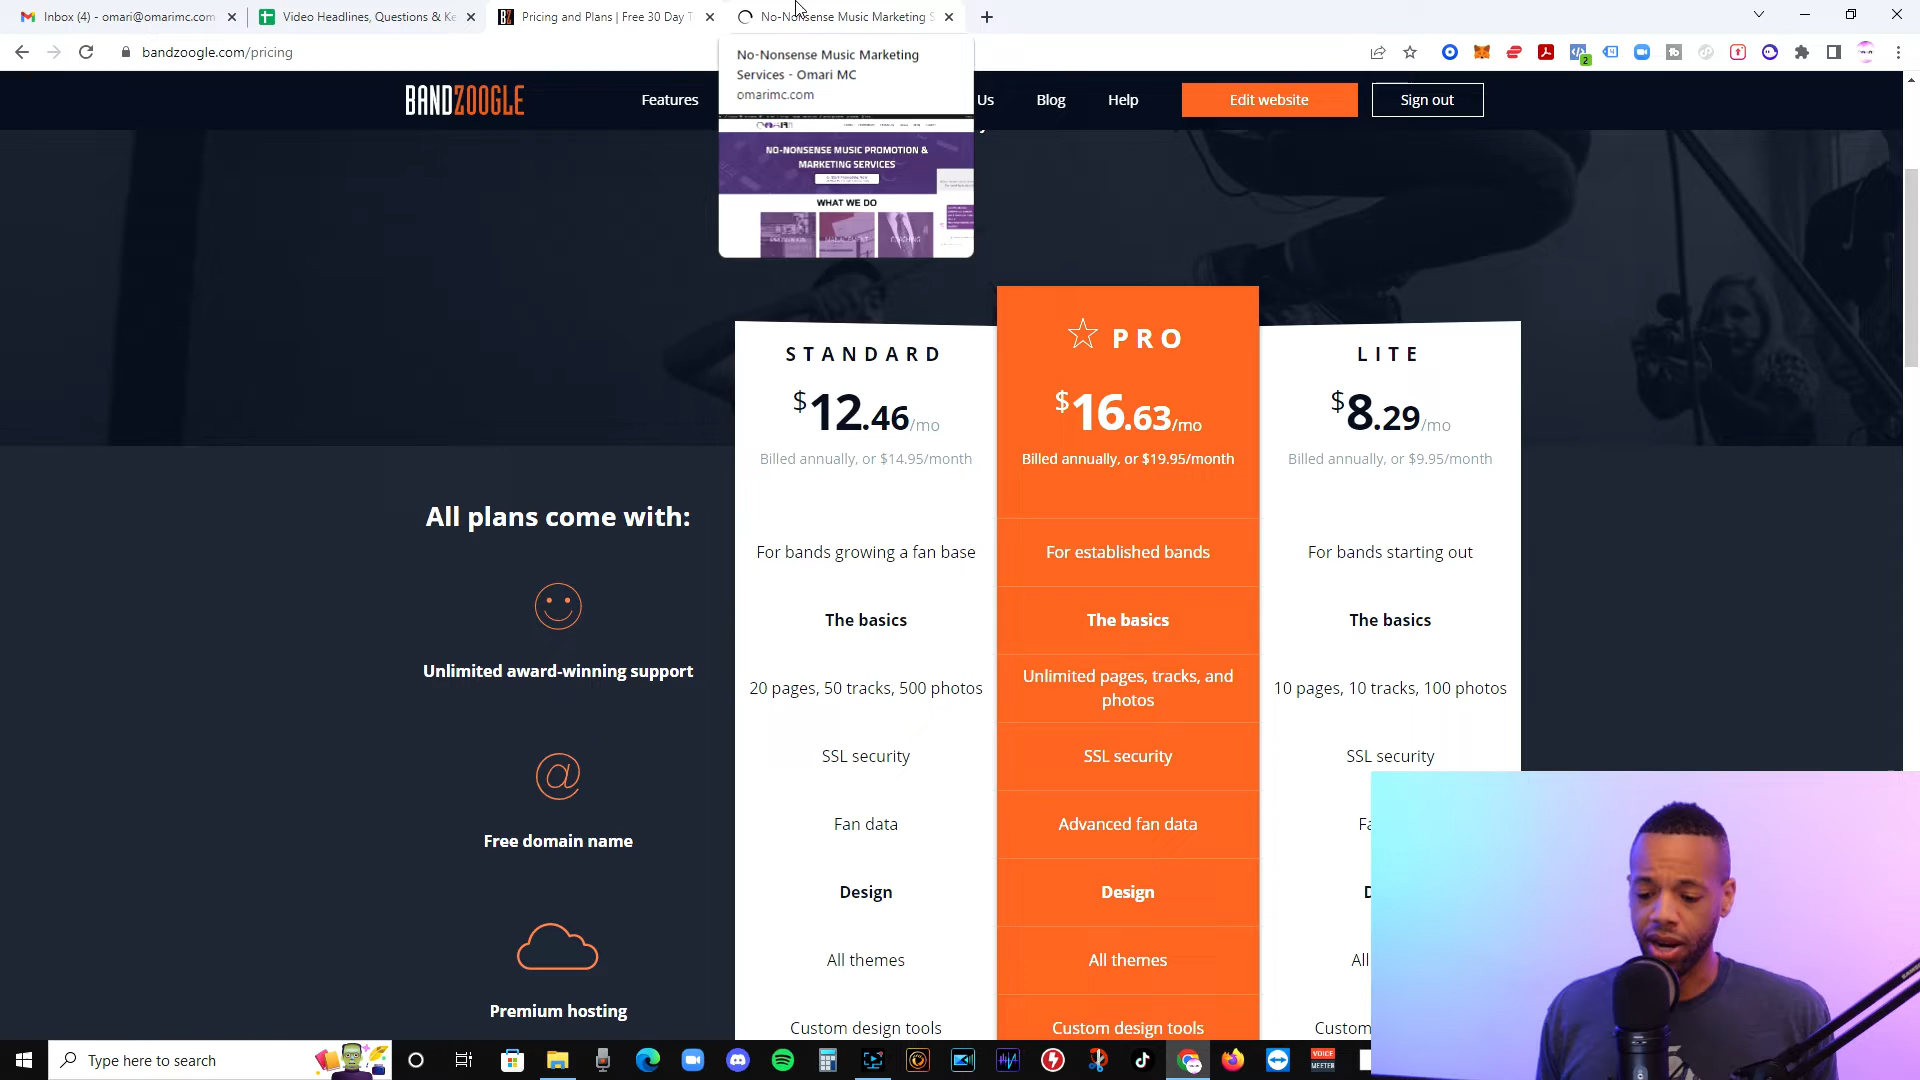 Inbox (4) - omari@omarimc.com
Video Headlines, Questions & Ke
Pricing and Plans | Free 30 Day T
No-Nonsense Music Marketing S
bandzoogle.com/pricing
No-Nonsense Music Marketing
Services - Omari MC
omarimc.com
BANDZOOGLE
Features
Us
Blog
Help
Edit website
Sign out
NO-NONSENSE MUSIC PROMOTION &
MARKETING SERVICES
WHAT WE DO
COACHING
STANDARD
$12.46/mo
Billed annually, or $14.95/month
For bands growing a fan base
The basics
20 pages, 50 tracks, 500 photos
SSL security
Fan data
Design
All themes
Custom design tools
PRO
$16.63/mo
Billed annually, or $19.95/month
For established bands
The basics
Unlimited pages, tracks, and
photos
SSL security
Advanced fan data
Design
All themes
Custom design tools
LITE
$8.29/mo
Billed annually, or $9.95/month
For bands starting out
The basics
10 pages, 10 tracks, 100 photos
SSL security
Fa
D
All
Custom
All plans come with:
Unlimited award-winning support
@
Free domain name
Premium hosting
Type here to search
VOICE
MEETER